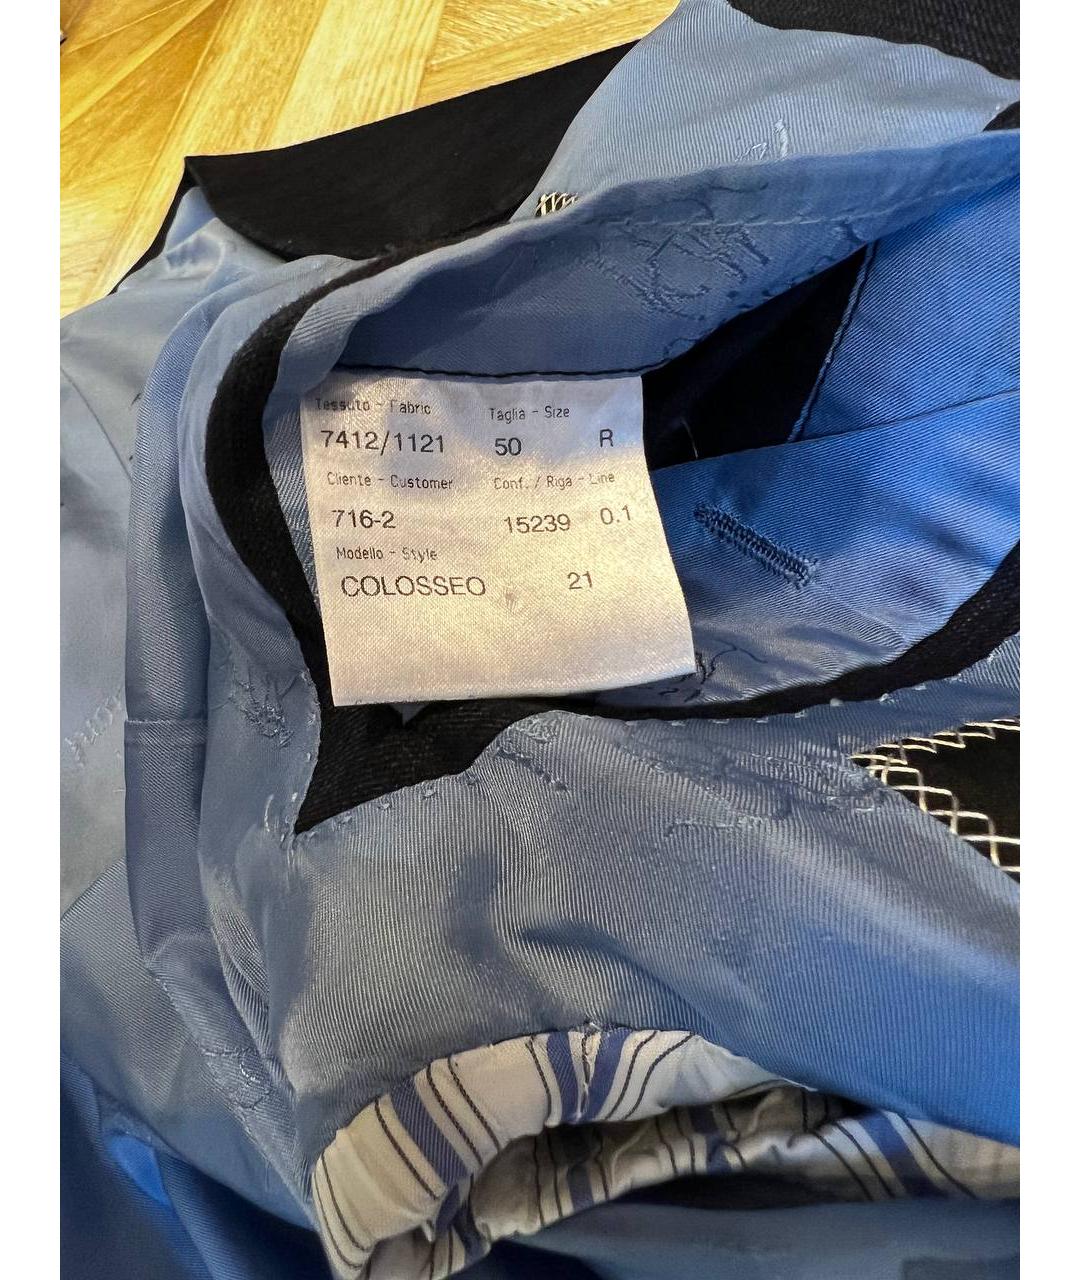 Tessuto - Fabric Taglia - Size
7412/1121 50 R
Cliente - Customer Conf. / Riga - Line
716-2 15239 0.1
Modello - Style
COLOSSEO 21